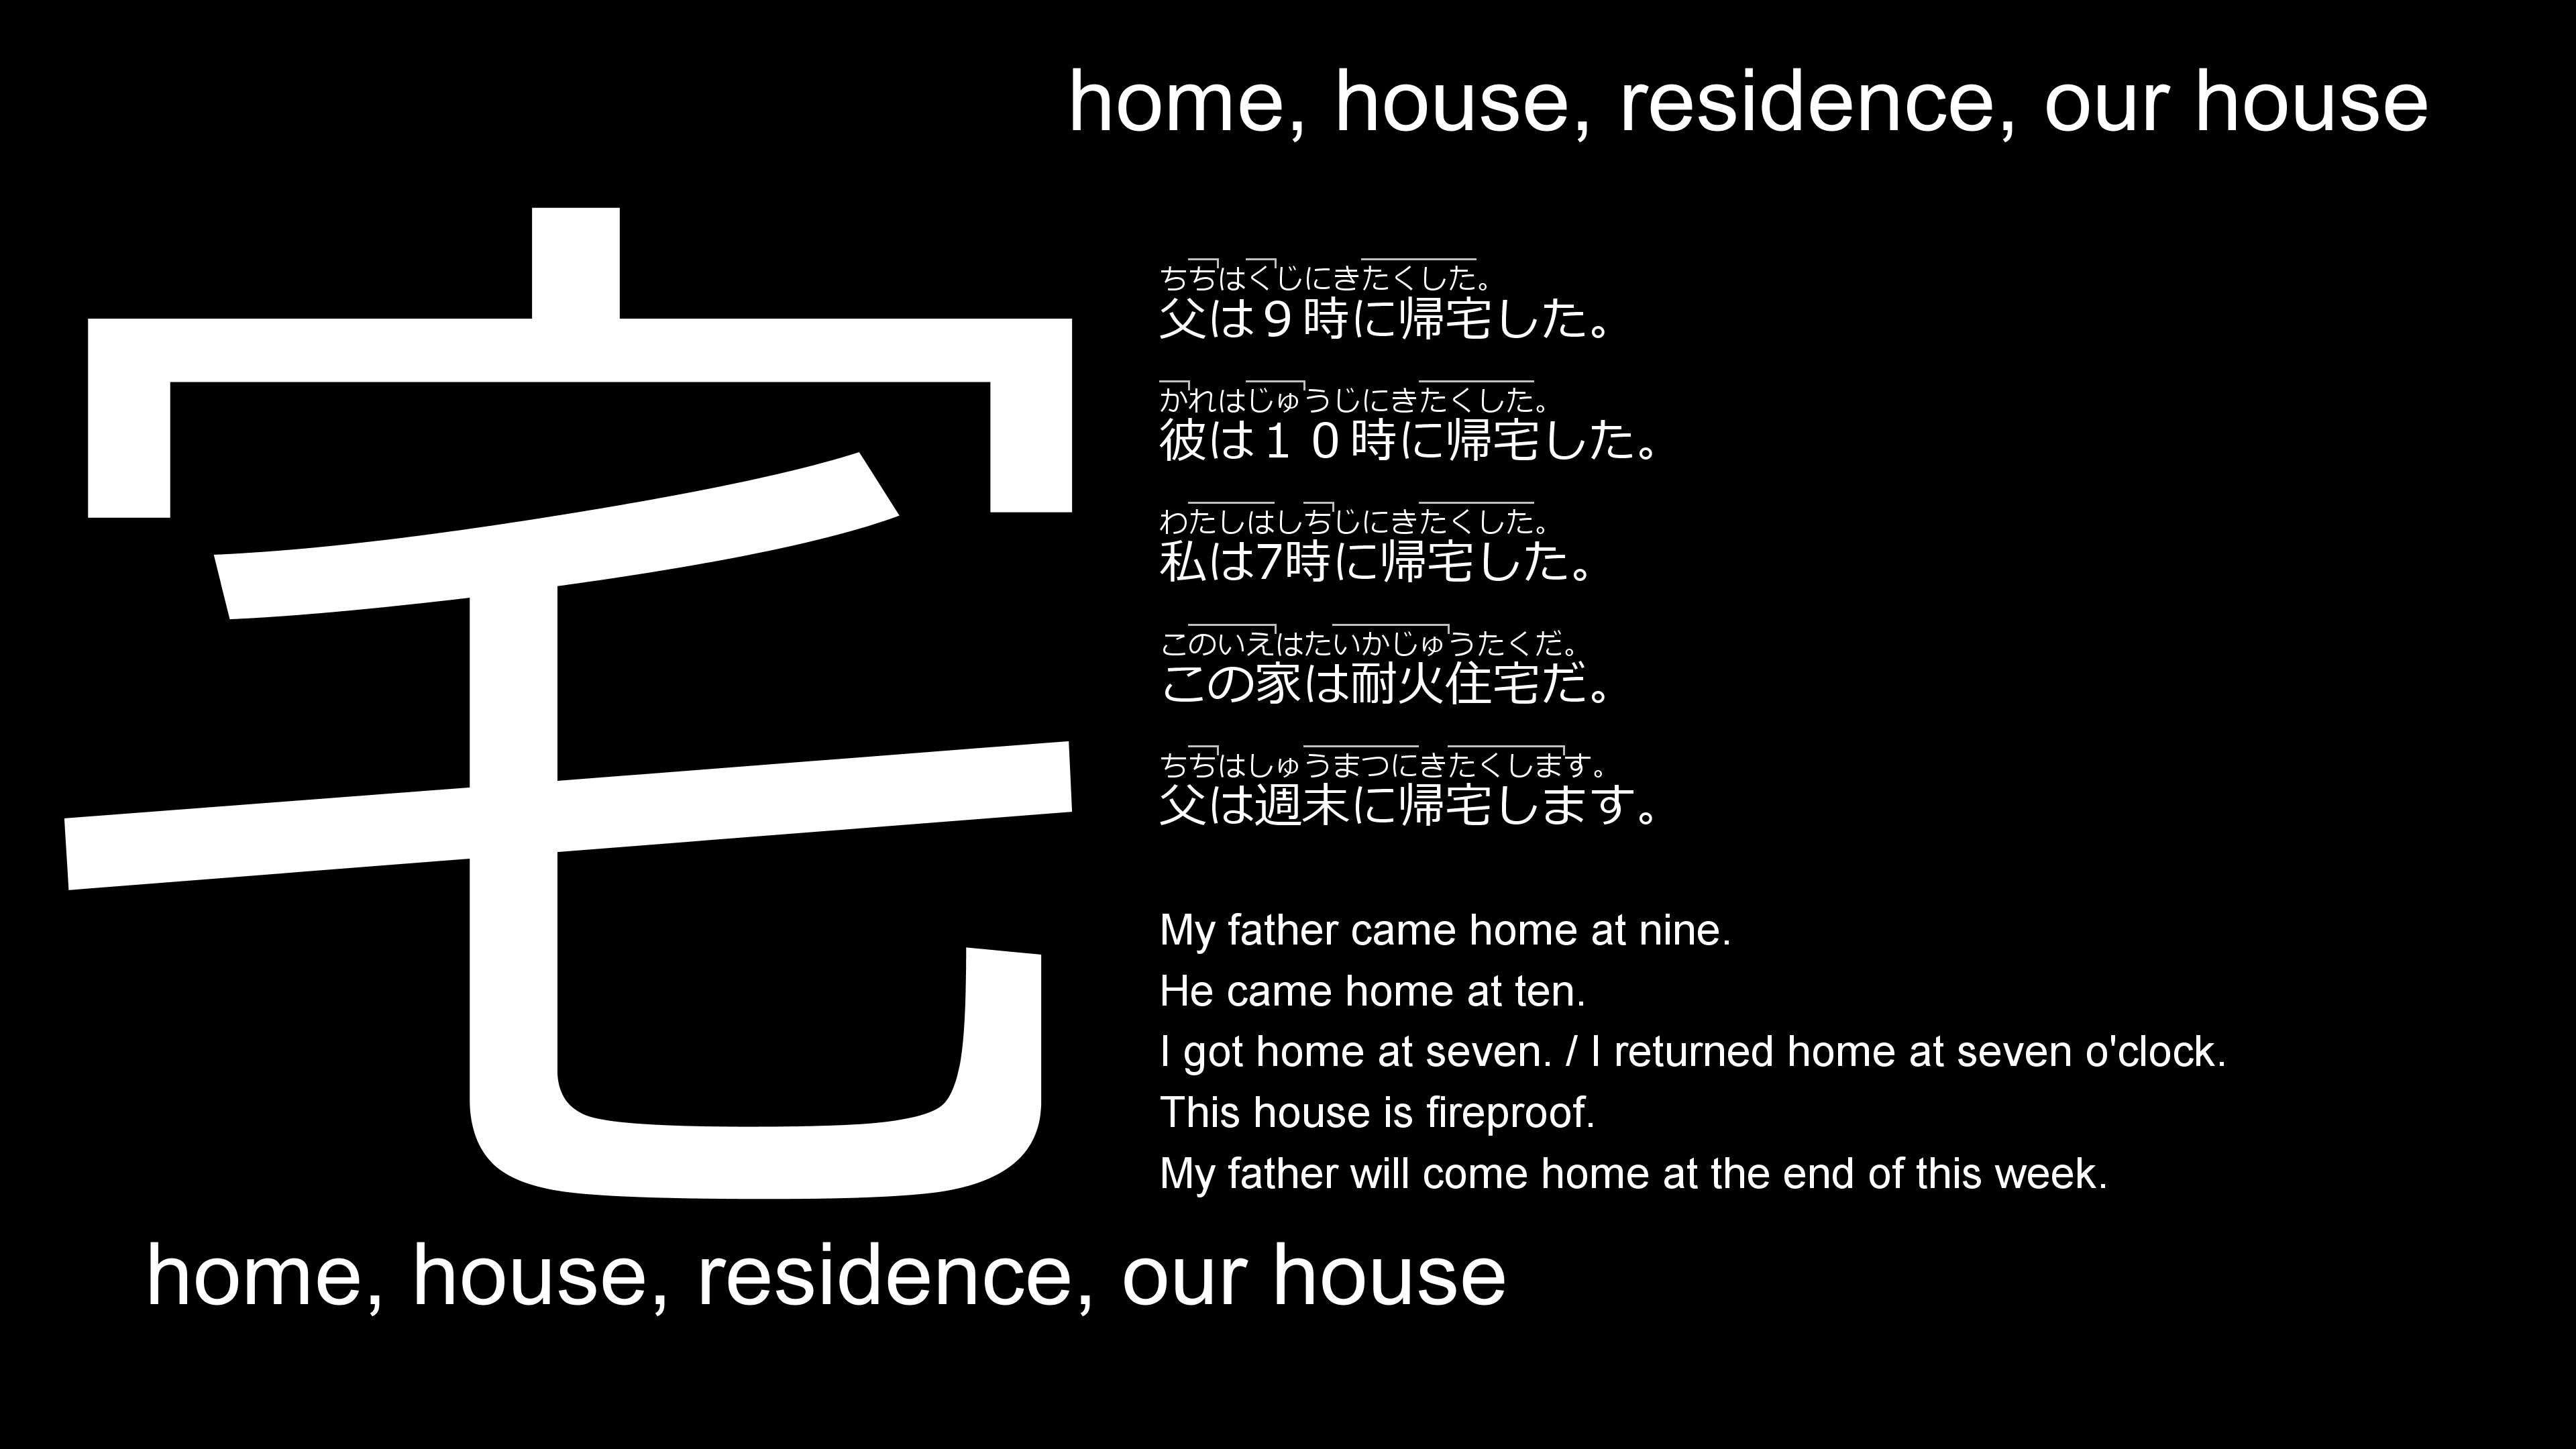 home, house, residence, our house
宅
ちちはくじにきたくした。
父は９時に帰宅した。
かれはじゅうじにきたくした。
彼は１０時に帰宅した。
わたしはしちじにきたくした。
私は7時に帰宅した。
このいえはたいかじゅうたくだ。
この家は耐火住宅だ。
ちちはしゅうまつにきたくします。
父は週末に帰宅します。
My father came home at nine.
He came home at ten.
I got home at seven. / I returned home at seven o'clock.
This house is fireproof.
My father will come home at the end of this week.
home, house, residence, our house